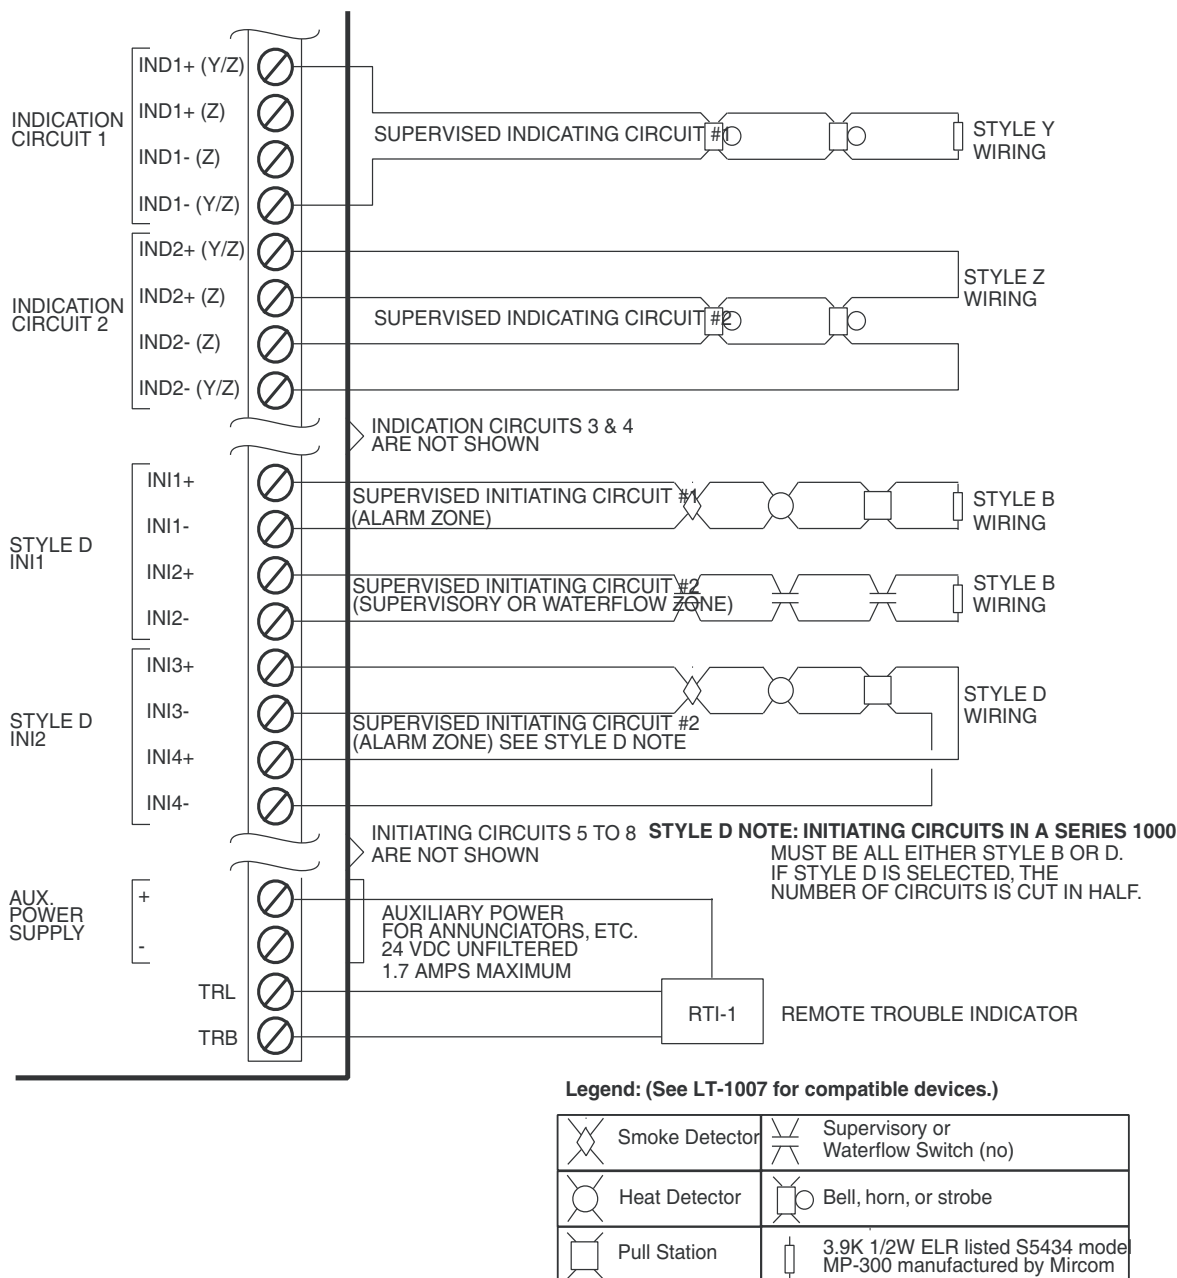 INDICATION
CIRCUIT 1
IND1+ (Y/Z)
IND1+ (Z)
IND1- (Z)
IND1- (Y/Z)
SUPERVISED INDICATING CIRCUIT #1
STYLE Y
WIRING
INDICATION
CIRCUIT 2
IND2+ (Y/Z)
IND2+ (Z)
IND2- (Z)
IND2- (Y/Z)
SUPERVISED INDICATING CIRCUIT #2
STYLE Z
WIRING
INDICATION CIRCUITS 3 & 4
ARE NOT SHOWN
STYLE D
INI1
INI1+
INI1-
INI2+
INI2-
SUPERVISED INITIATING CIRCUIT #1
(ALARM ZONE)
STYLE B
WIRING
SUPERVISED INITIATING CIRCUIT #2
(SUPERVISORY OR WATERFLOW ZONE)
STYLE B
WIRING
STYLE D
INI2
INI3+
INI3-
INI4+
INI4-
SUPERVISED INITIATING CIRCUIT #2
(ALARM ZONE) SEE STYLE D NOTE
STYLE D
WIRING
INITIATING CIRCUITS 5 TO 8
ARE NOT SHOWN
STYLE D NOTE: INITIATING CIRCUITS IN A SERIES 1000
MUST BE ALL EITHER STYLE B OR D.
IF STYLE D IS SELECTED, THE
NUMBER OF CIRCUITS IS CUT IN HALF.
AUX.
POWER
SUPPLY
+
-
AUXILIARY POWER
FOR ANNUNCIATORS, ETC.
24 VDC UNFILTERED
1.7 AMPS MAXIMUM
TRL
TRB
RTI-1
REMOTE TROUBLE INDICATOR
Legend: (See LT-1007 for compatible devices.)
Smoke Detector
Supervisory or
Waterflow Switch (no)
Heat Detector
Bell, horn, or strobe
Pull Station
3.9K 1/2W ELR listed S5434 model
MP-300 manufactured by Mircom